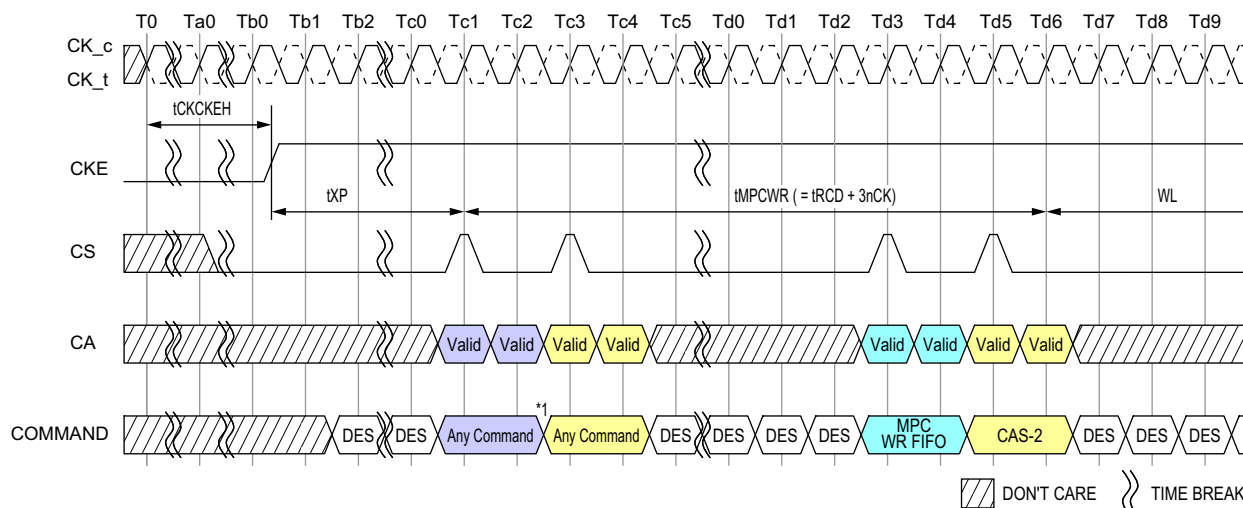 T0 Ta0 Tb0 Tb1 Tb2 Tc0 Tc1 Tc2 Tc3 Tc4 Tc5 Td0 Td1 Td2 Td3 Td4 Td5 Td6 Td7 Td8 Td9
CK_c
CK_t
tCKCKEH
CKE
tXP tMPCWR ( = tRCD + 3nCK) WL
CS
CA Valid Valid Valid Valid Valid Valid Valid Valid
*1
COMMAND DES DES Any Command Any Command DES DES DES DES MPC WR FIFO CAS-2 DES DES DES
DON'T CARE TIME BREAK